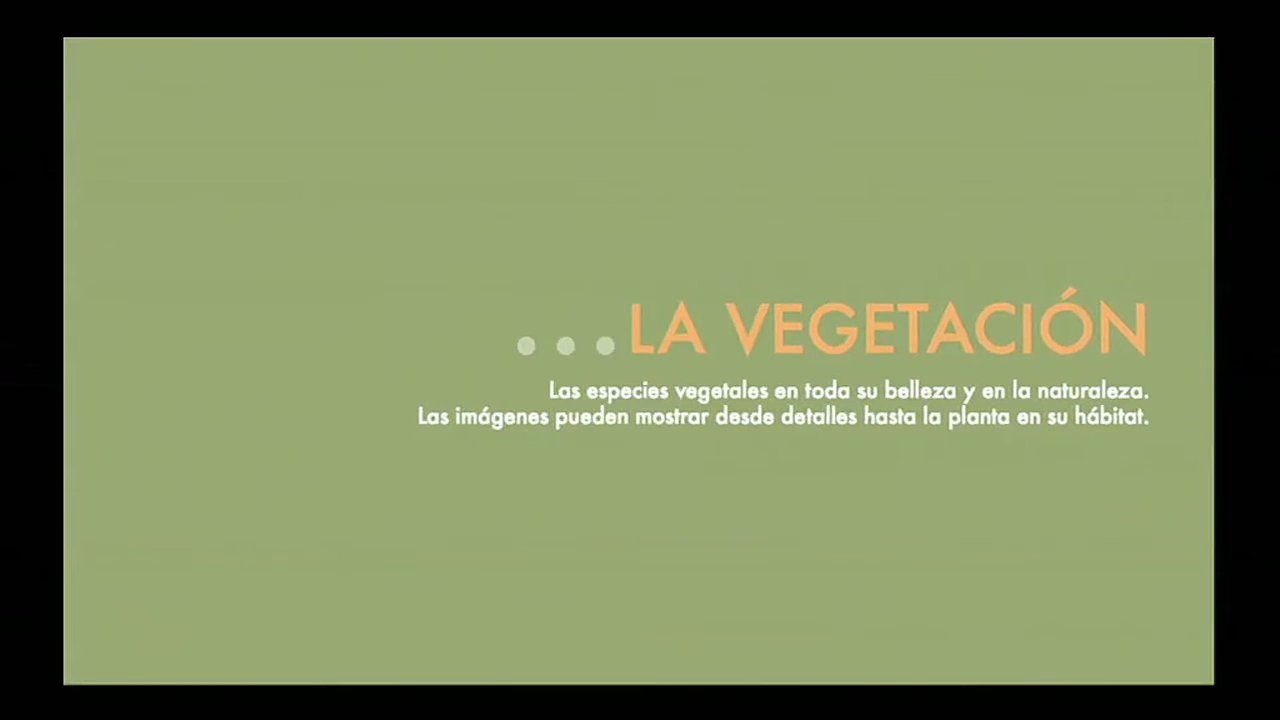 ...LA VEGETACIÓN
Las especies vegetales en toda su belleza y en la naturaleza.
Las imágenes pueden mostrar desde detalles hasta la planta en su hábitat.